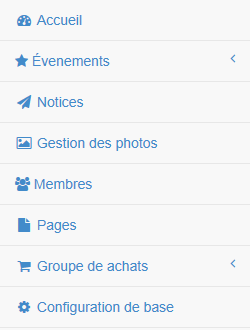 Accueil
Évenements
Notices
Gestion des photos
Membres
Pages
Groupe de achats
Configuration de base